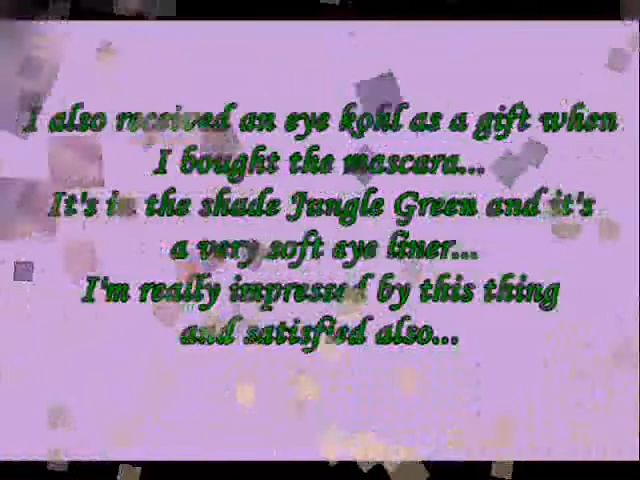 I also received an eye kohl as a gift when
I bought the mascara...
It's in the shade Jungle Green and it's
a very soft eye liner...
I'm really impressed by this thing
and satisfied also...